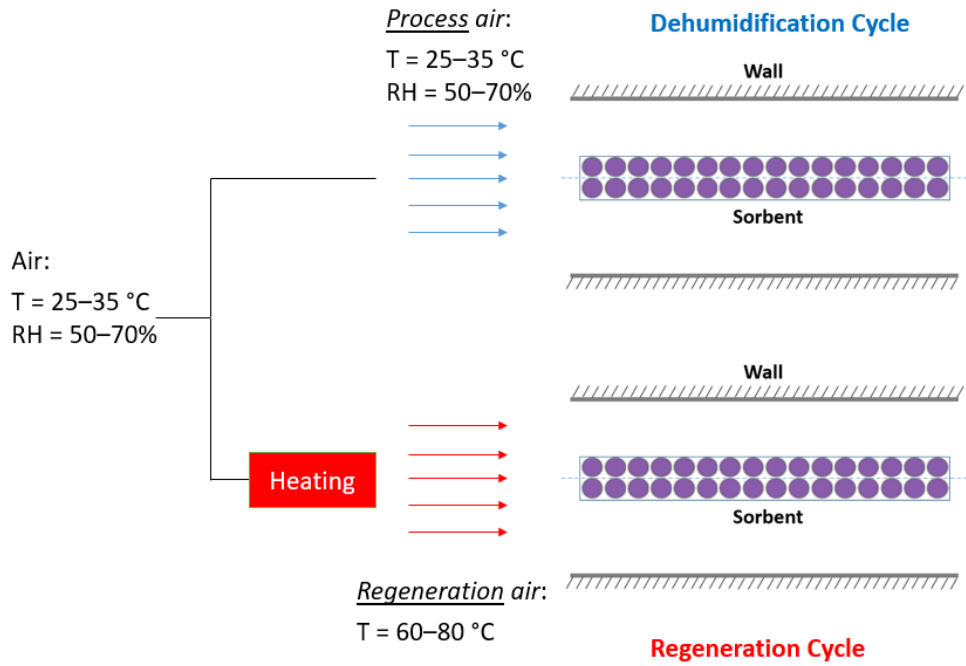 Process air:
T = 25–35 °C
RH = 50–70%
Dehumidification Cycle
Wall
Sorbent
Air:
T = 25–35 °C
RH = 50–70%
Wall
Heating
Sorbent
Regeneration air:
T = 60–80 °C
Regeneration Cycle